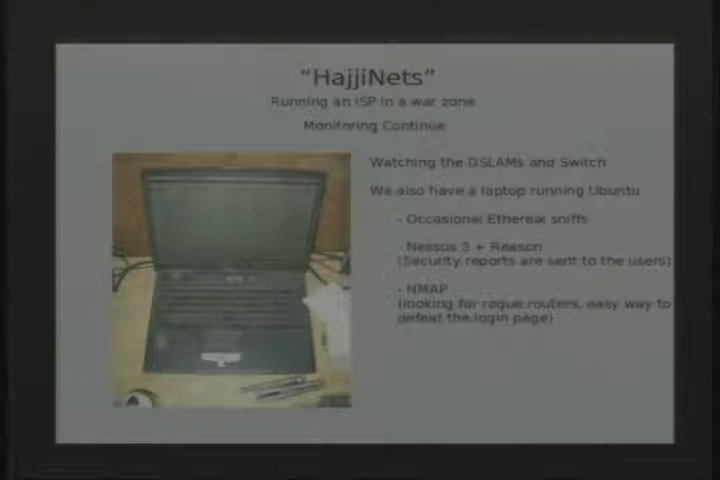 “HajjiNets”
Running an ISP in a war zone
Monitoring Continue
Watching the DSLAMs and Switch
We also have a laptop running Ubuntu
- Occasional Ethereal sniffs
- Nessus 3 + Reason
(Security reports are sent to the users)
- NMAP
(looking for rogue routers, easy way to
defeat the login page)